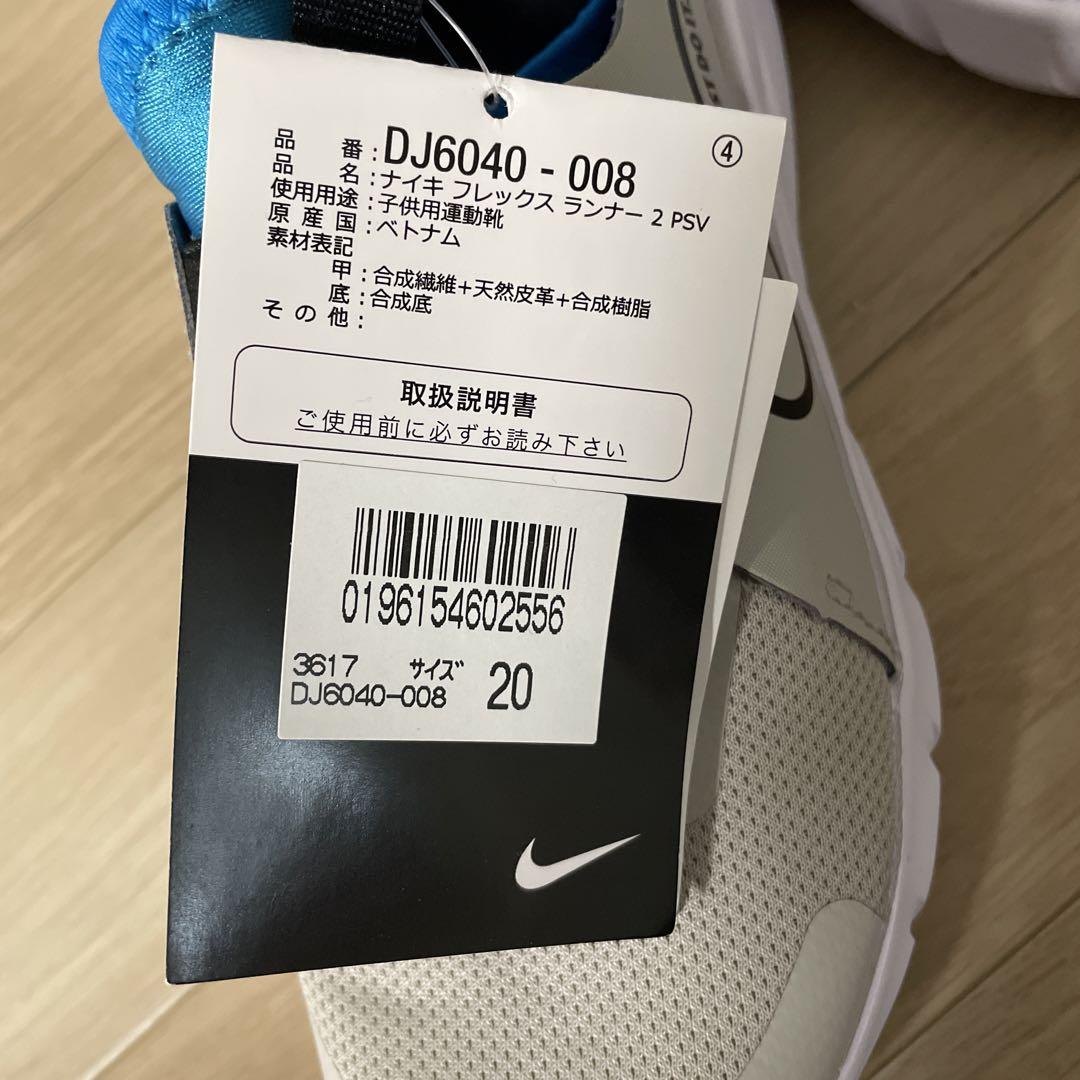 ④
品 番：DJ6040 - 008
品 名：ナイキ フレックス ランナー 2 PSV
使用用途：子供用運動靴
原 産 国：ベトナム
素材表記
甲：合成繊維+天然皮革+合成樹脂
底：合成底
そ の 他：
取扱説明書
ご使用前に必ずお読み下さい
0196154602556
3617 サイズ 20
DJ6040-008